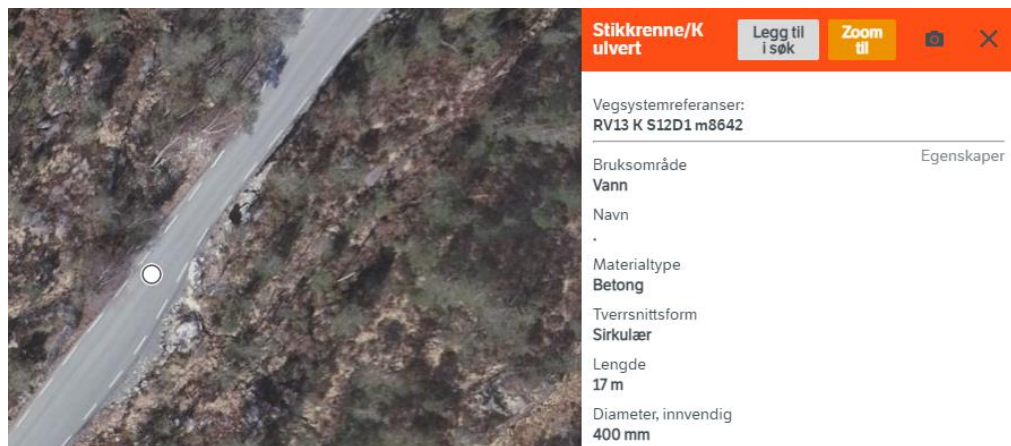 Stikkrenne/K
ulvert
Legg til
i søk
Zoom
til
Vegsystemreferanser:
RV13 K S12D1 m8642
Egenskaper
Bruksområde
Vann
Navn
.
Materialtype
Betong
Tverrsnittsform
Sirkulær
Lengde
17 m
Diameter, innvendig
400 mm